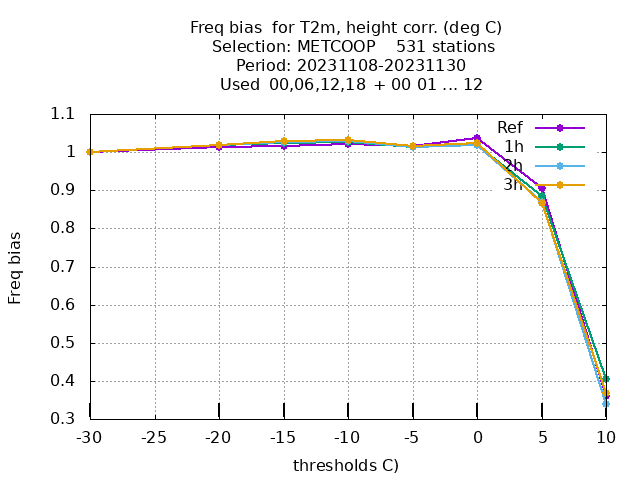 Freq bias  for T2m, height corr. (deg C)
Selection: METCOOP    531 stations
Period: 20231108-20231130
Used  00,06,12,18  + 00 01 ... 12
1.1
1
0.9
0.8
0.7
0.6
0.5
0.4
0.3
Freq bias
Ref
1h
2h
3h
-30
-25
-20
-15
-10
-5
0
5
10
thresholds C)